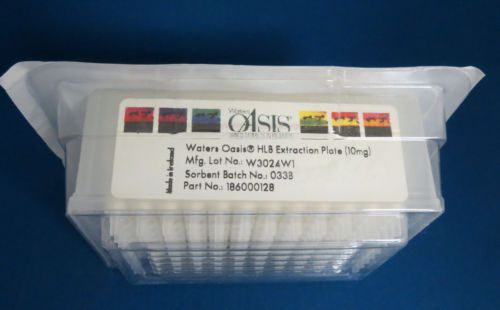 Waters
OASIS®
Waters Oasis® HLB Extraction Plate (10mg)
Mfg. Lot No.: W3024W1
Sorbent Batch No.: 033B
Part No.: 186000128
Made in Ireland